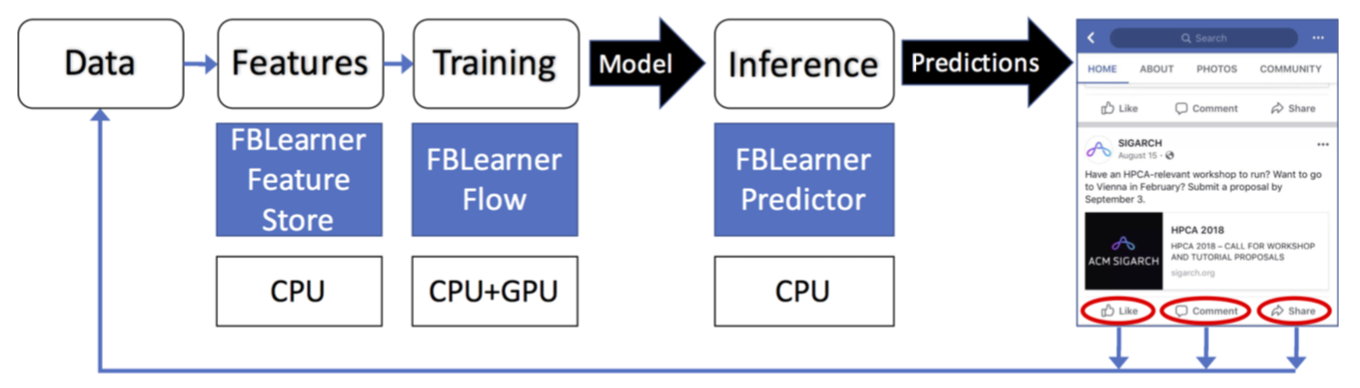 Data
Features
Training
Model
Inference
Predictions
FBLearner
Feature
Store
FBLearner
Flow
FBLearner
Predictor
CPU
CPU+GPU
CPU
Search
HOME ABOUT PHOTOS COMMUNITY
Like Comment Share
SIGARCH
August 15
Have an HPCA-relevant workshop to run? Want to go
to Vienna in February? Submit a proposal by
September 3.
ACM SIGARCH
HPCA 2018
HPCA 2018 – CALL FOR WORKSHOP
AND TUTORIAL PROPOSALS
sigarch.org
Like Comment Share